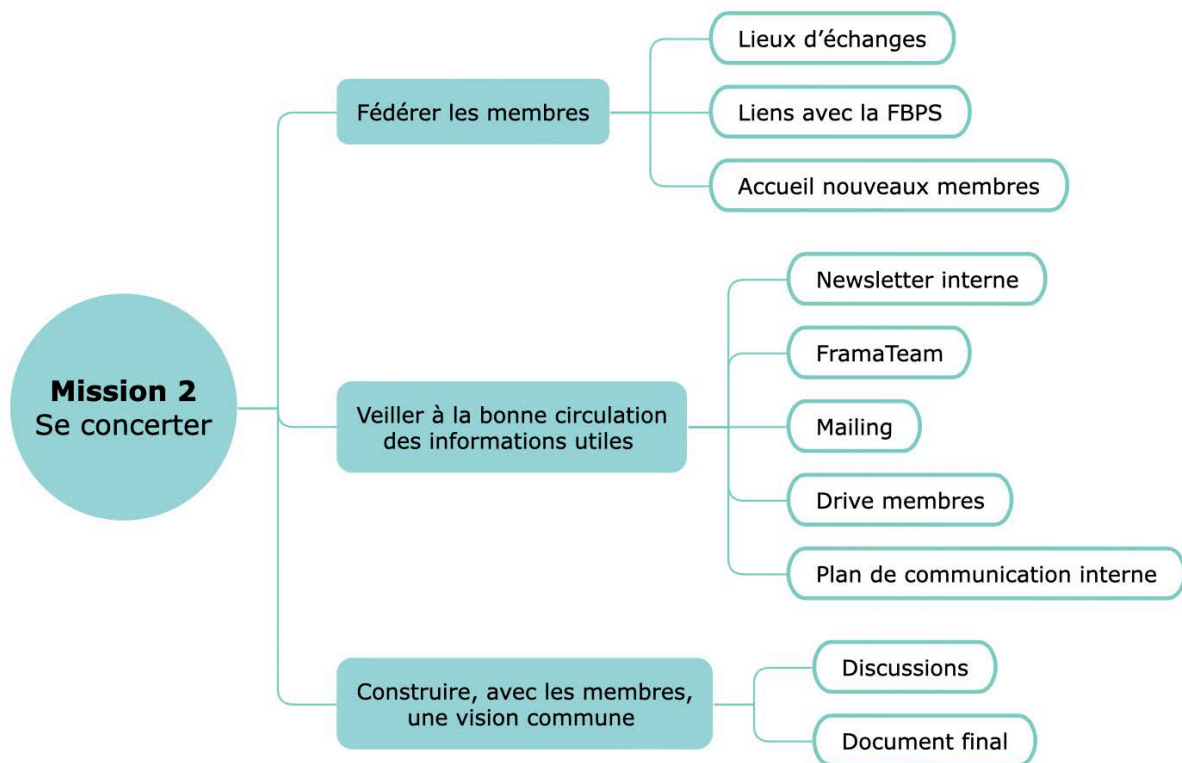 Mission 2
Se concerter
Fédérer les membres
Lieux d’échanges
Liens avec la FBPS
Accueil nouveaux membres
Veiller à la bonne circulation
des informations utiles
Newsletter interne
FramaTeam
Mailing
Drive membres
Plan de communication interne
Construire, avec les membres,
une vision commune
Discussions
Document final